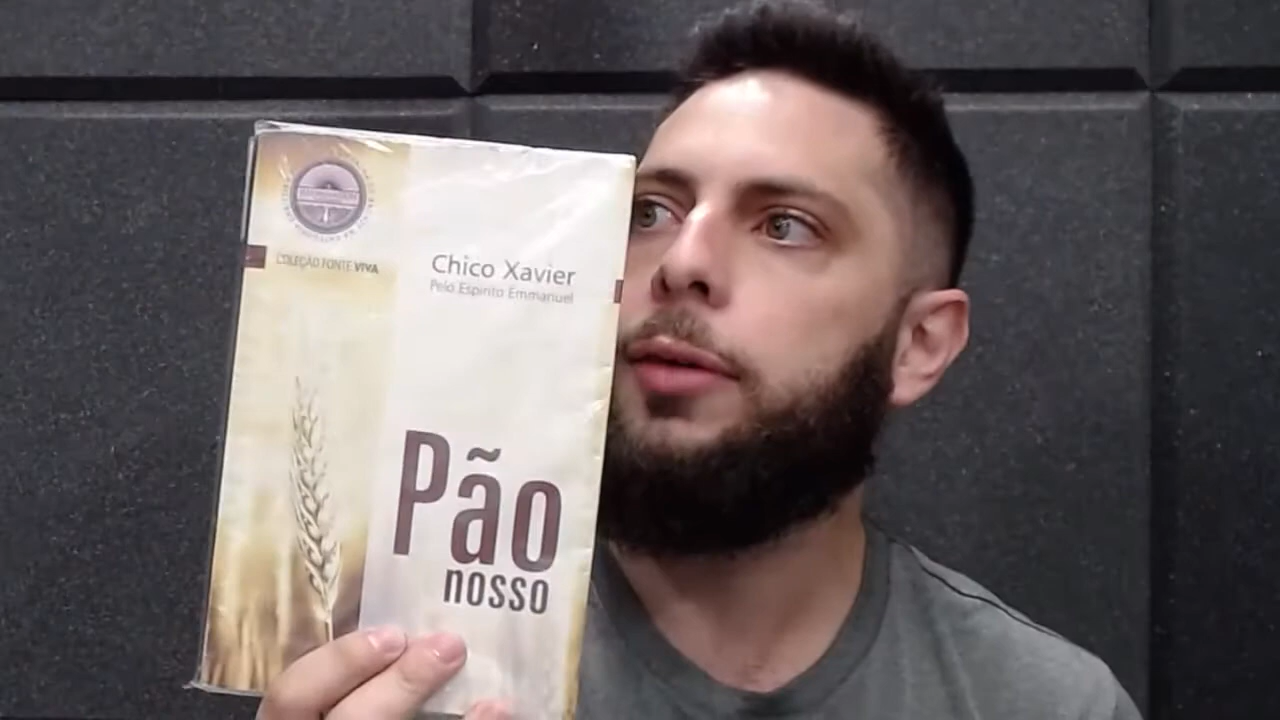 COLEÇÃO FONTE VIVA
Chico Xavier
Pelo Espírito Emmanuel
Pão
nosso